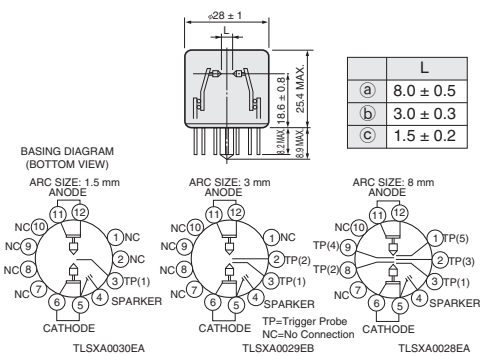 φ28 ± 1
L
18.6 ± 0.8
25.4 MAX.
8.2 MAX.
8.9 MAX.
L
ⓐ 8.0 ± 0.5
ⓑ 3.0 ± 0.3
ⓒ 1.5 ± 0.2
BASING DIAGRAM
(BOTTOM VIEW)
ARC SIZE: 1.5 mm
ANODE
11 12
NC 10
NC 9
NC 8
NC 7
6 5
1 NC
2 NC
3 TP(1)
4 SPARKER
CATHODE
TLSXA0030EA
ARC SIZE: 3 mm
ANODE
11 12
NC 10
NC 9
NC 8
NC 7
6 5
1 NC
2 TP(2)
3 TP(1)
4 SPARKER
CATHODE
TP=Trigger Probe
NC=No Connection
TLSXA0029EB
ARC SIZE: 8 mm
ANODE
11 12
NC 10
TP(4) 9
TP(2) 8
NC 7
6 5
1 TP(5)
2 TP(3)
3 TP(1)
4 SPARKER
CATHODE
TLSXA0028EA